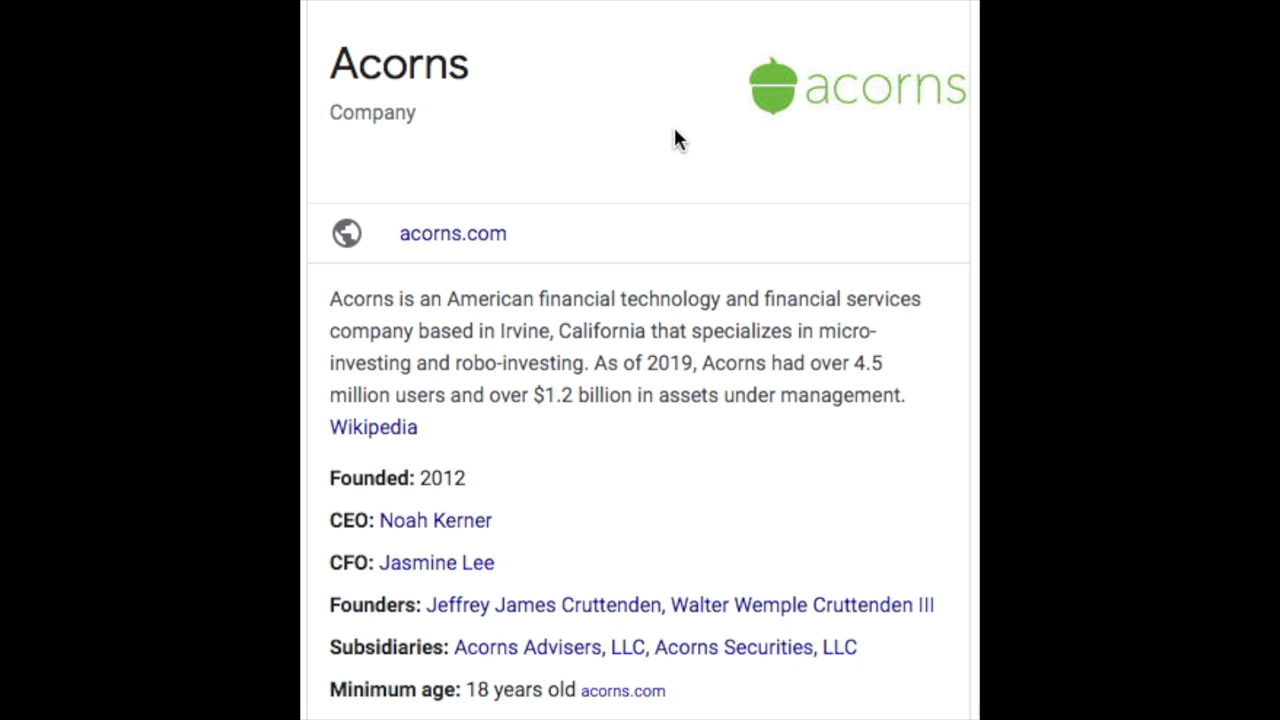 Acorns
acorns
Company
acorns.com
Acorns is an American financial technology and financial services
company based in Irvine, California that specializes in micro-
investing and robo-investing. As of 2019, Acorns had over 4.5
million users and over $1.2 billion in assets under management.
Wikipedia
Founded: 2012
CEO: Noah Kerner
CFO: Jasmine Lee
Founders: Jeffrey James Cruttenden, Walter Wemple Cruttenden III
Subsidiaries: Acorns Advisers, LLC, Acorns Securities, LLC
Minimum age: 18 years old acorns.com